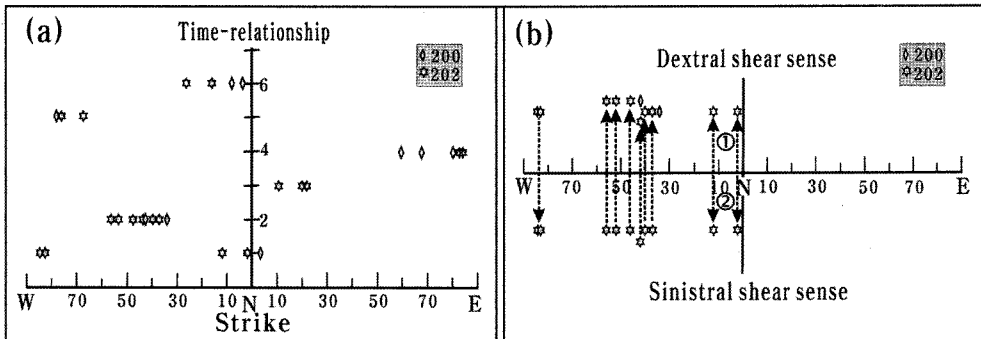 (a)
Time-relationship
200
202
6
4
2
W 70 50 30 10 N 10 30 50 70 E
Strike
(b)
200
202
Dextral shear sense
①
W 70 50 30 10 N 10 30 50 70 E
②
Sinistral shear sense